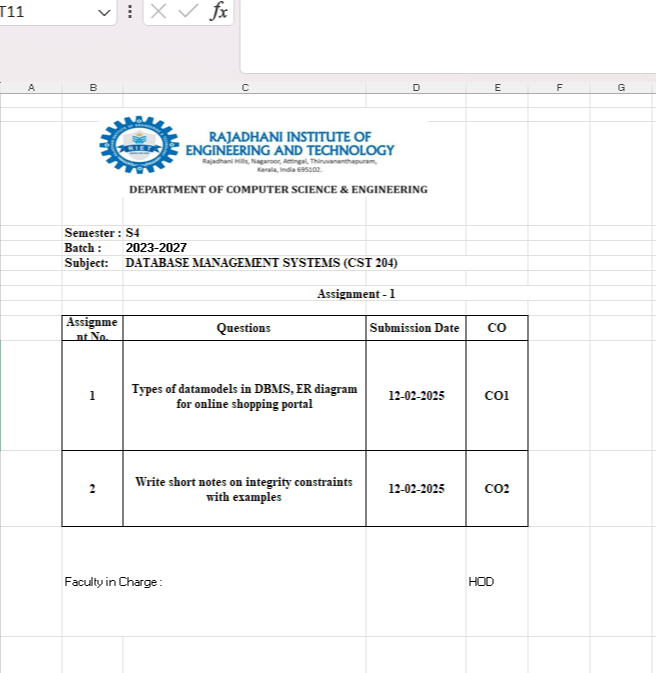 T11
fx
A B C D E F G
RIET
RAJADHANI INSTITUTE OF
ENGINEERING AND TECHNOLOGY
Rajadhani Hills, Nagaroor, Attingal, Thiruvananthapuram,
Kerala, India 695102.
DEPARTMENT OF COMPUTER SCIENCE & ENGINEERING
Semester : S4
Batch : 2023-2027
Subject: DATABASE MANAGEMENT SYSTEMS (CST 204)
Assignment - 1
Assignme
nt No. Questions Submission Date CO
1 Types of datamodels in DBMS, ER diagram
for online shopping portal 12-02-2025 CO1
2 Write short notes on integrity constraints
with examples 12-02-2025 CO2
Faculty in Charge : HOD